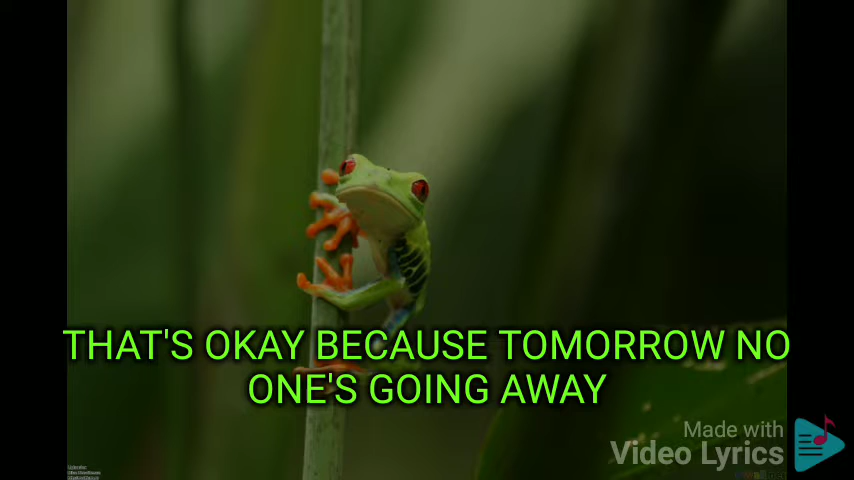 THAT'S OKAY BECAUSE TOMORROW NO
ONE'S GOING AWAY
Made with
Video Lyrics